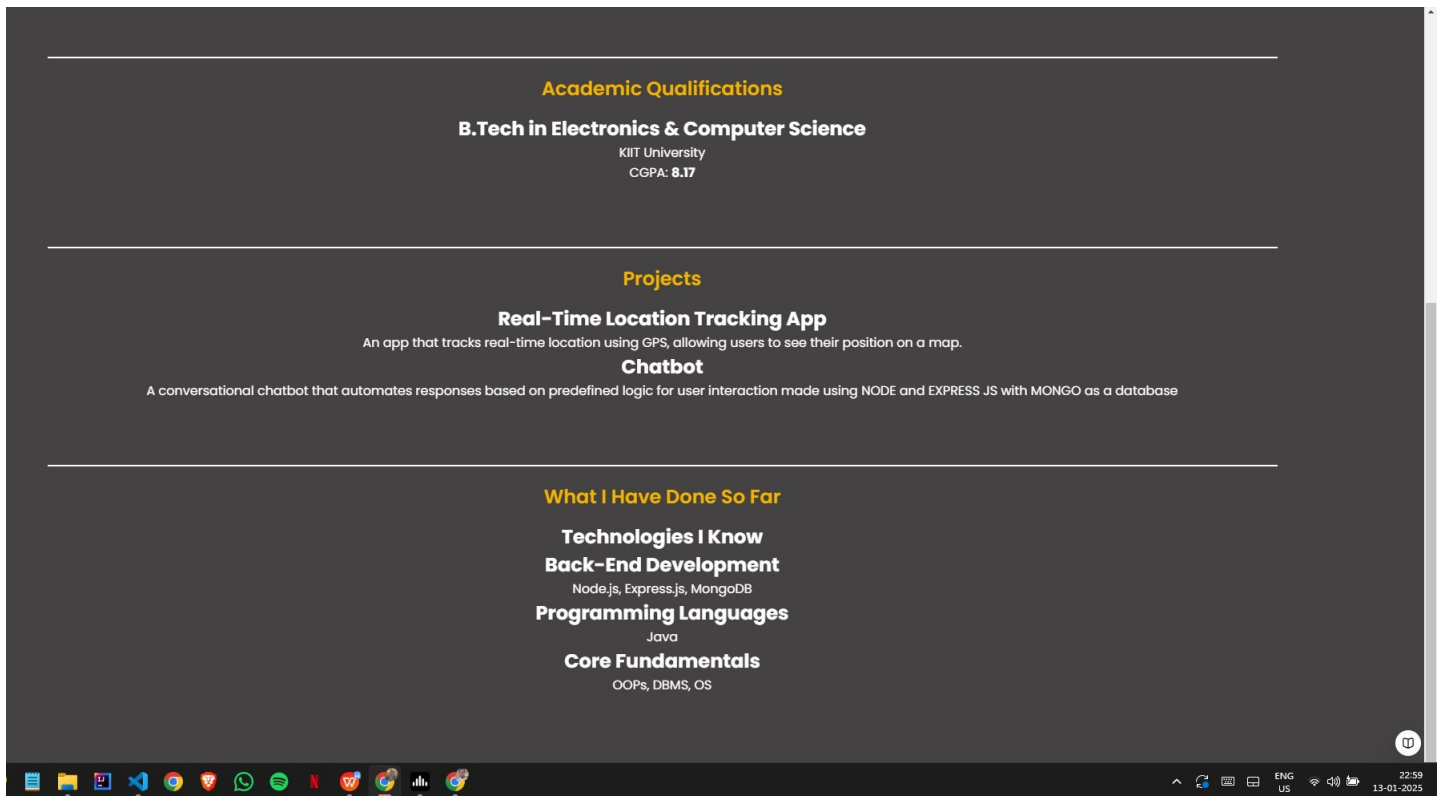 Academic Qualifications
B.Tech in Electronics & Computer Science
KIIT University
CGPA: 8.17
Projects
Real-Time Location Tracking App
An app that tracks real-time location using GPS, allowing users to see their position on a map.
Chatbot
A conversational chatbot that automates responses based on predefined logic for user interaction made using NODE and EXPRESS JS with MONGO as a database
What I Have Done So Far
Technologies I Know
Back-End Development
Node.js, Express.js, MongoDB
Programming Languages
Java
Core Fundamentals
OOPs, DBMS, OS
ENG
US
22:59
13-01-2025